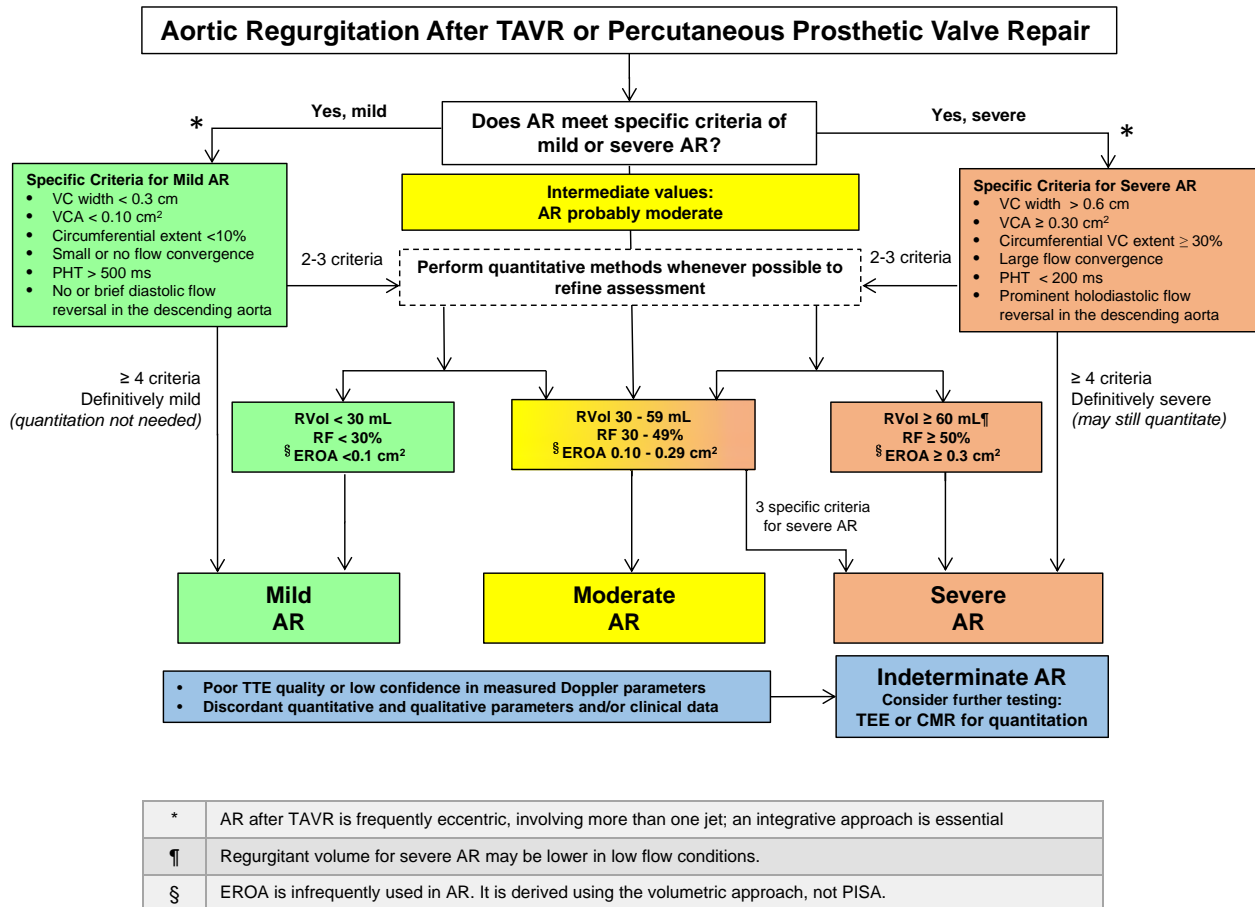 Aortic Regurgitation After TAVR or Percutaneous Prosthetic Valve Repair
Does AR meet specific criteria of
mild or severe AR?
Yes, mild
*
Yes, severe
*
Specific Criteria for Mild AR
• VC width < 0.3 cm
• VCA < 0.10 cm²
• Circumferential extent <10%
• Small or no flow convergence
• PHT > 500 ms
• No or brief diastolic flow
reversal in the descending aorta
Intermediate values:
AR probably moderate
Specific Criteria for Severe AR
• VC width > 0.6 cm
• VCA ≥ 0.30 cm²
• Circumferential VC extent ≥ 30%
• Large flow convergence
• PHT < 200 ms
• Prominent holodiastolic flow
reversal in the descending aorta
2-3 criteria
Perform quantitative methods whenever possible to
refine assessment
2-3 criteria
≥ 4 criteria
Definitively mild
(quantitation not needed)
≥ 4 criteria
Definitively severe
(may still quantitate)
RVol < 30 mL
RF < 30%
§ EROA <0.1 cm²
RVol 30 - 59 mL
RF 30 - 49%
§ EROA 0.10 - 0.29 cm²
RVol ≥ 60 mL¶
RF ≥ 50%
§ EROA ≥ 0.3 cm²
3 specific criteria
for severe AR
Mild
AR
Moderate
AR
Severe
AR
• Poor TTE quality or low confidence in measured Doppler parameters
• Discordant quantitative and qualitative parameters and/or clinical data
Indeterminate AR
Consider further testing:
TEE or CMR for quantitation
* AR after TAVR is frequently eccentric, involving more than one jet; an integrative approach is essential
¶ Regurgitant volume for severe AR may be lower in low flow conditions.
§ EROA is infrequently used in AR. It is derived using the volumetric approach, not PISA.